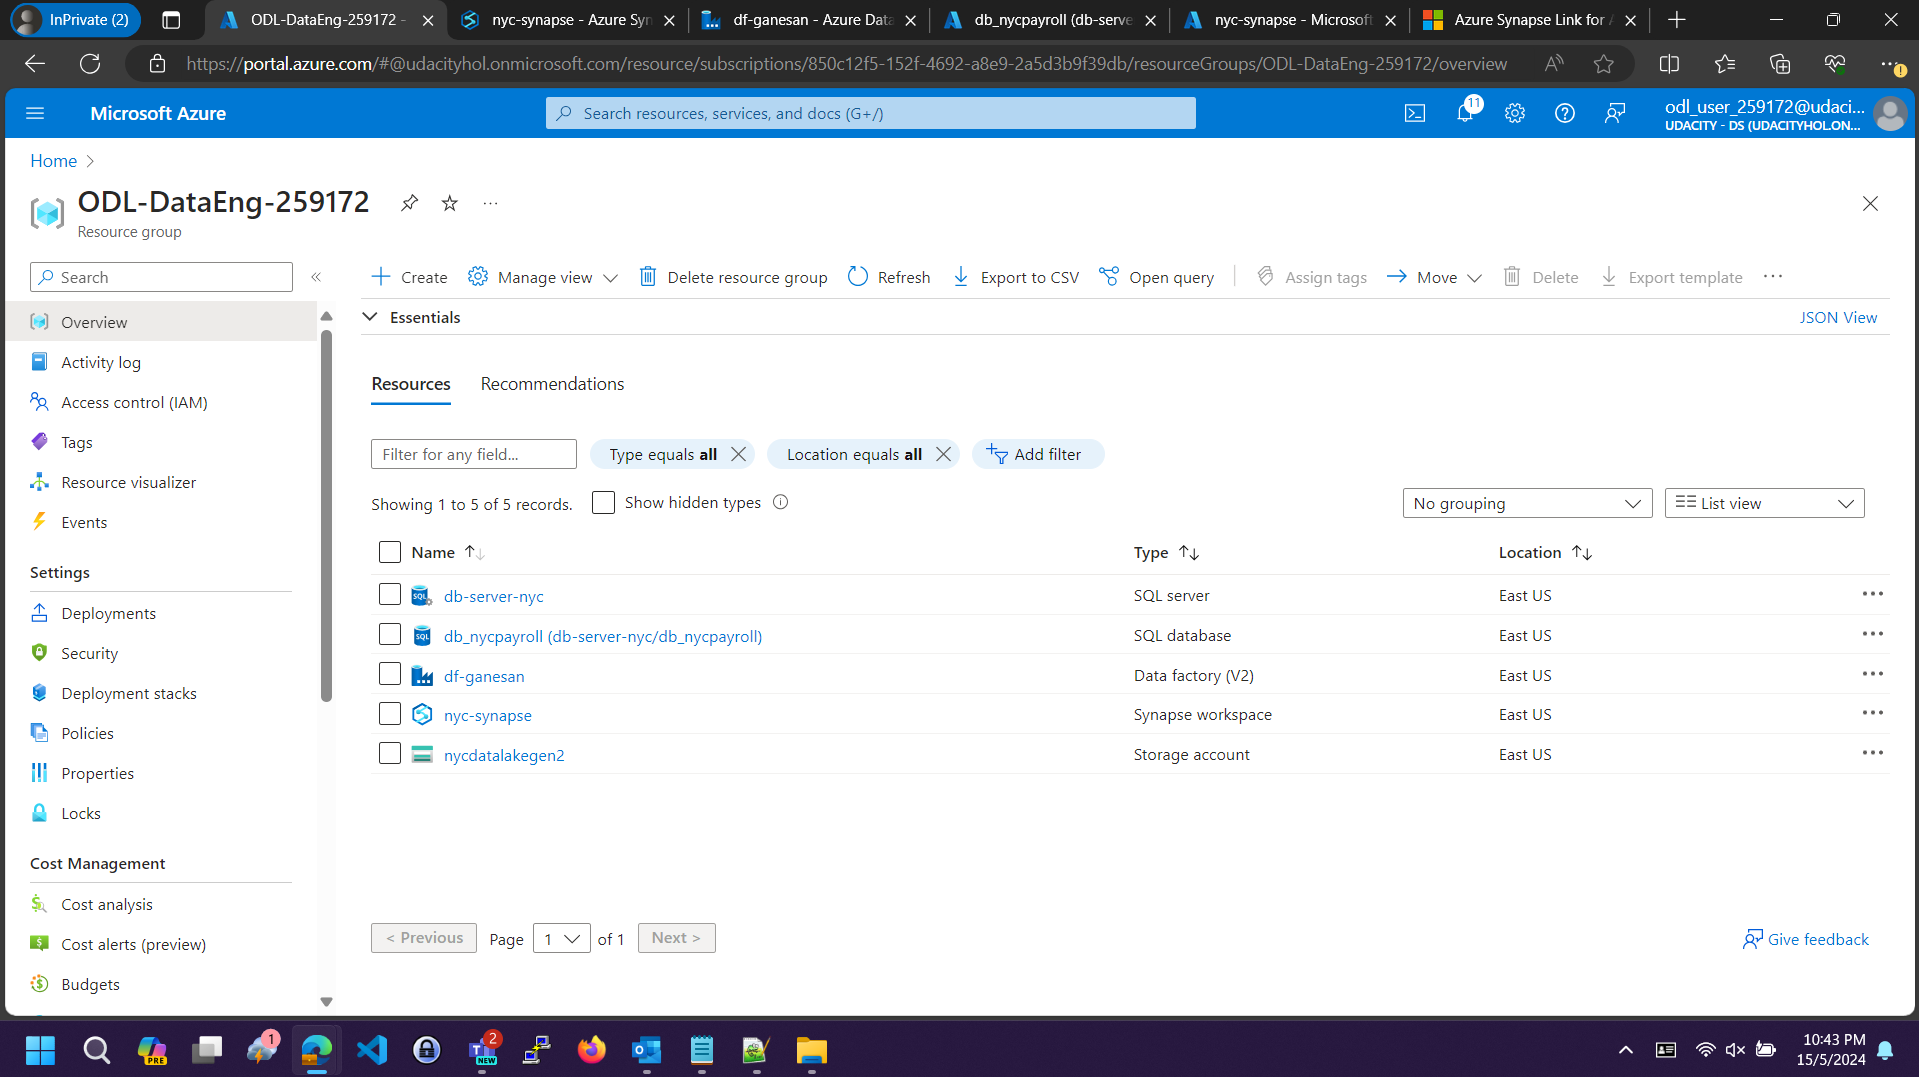 InPrivate (2)
ODL-DataEng-259172 -
nyc-synapse - Azure Syn
df-ganesan - Azure Data
db_nycpayroll (db-serve
nyc-synapse - Microsoft
Azure Synapse Link for A
https://portal.azure.com/#@udacityhol.onmicrosoft.com/resource/subscriptions/850c12f5-152f-4692-a8e9-2a5d3b9f39db/resourceGroups/ODL-DataEng-259172/overview
Microsoft Azure
Search resources, services, and docs (G+/)
11
odl_user_259172@udaci...
UDACITY - DS (UDACITYHOL.ON...
Home
ODL-DataEng-259172
Resource group
Search
Create
Manage view
Delete resource group
Refresh
Export to CSV
Open query
Assign tags
Move
Delete
Export template
Overview
Activity log
Access control (IAM)
Tags
Resource visualizer
Events
Settings
Deployments
Security
Deployment stacks
Policies
Properties
Locks
Cost Management
Cost analysis
Cost alerts (preview)
Budgets
Essentials
JSON View
Resources
Recommendations
Filter for any field...
Type equals all
Location equals all
Add filter
Showing 1 to 5 of 5 records.
Show hidden types
No grouping
List view
Name
Type
Location
db-server-nyc
SQL server
East US
db_nycpayroll (db-server-nyc/db_nycpayroll)
SQL database
East US
df-ganesan
Data factory (V2)
East US
nyc-synapse
Synapse workspace
East US
nycdatalakegen2
Storage account
East US
< Previous
Page
1
of 1
Next >
Give feedback
PRE
1
2
NEW
10:43 PM
15/5/2024